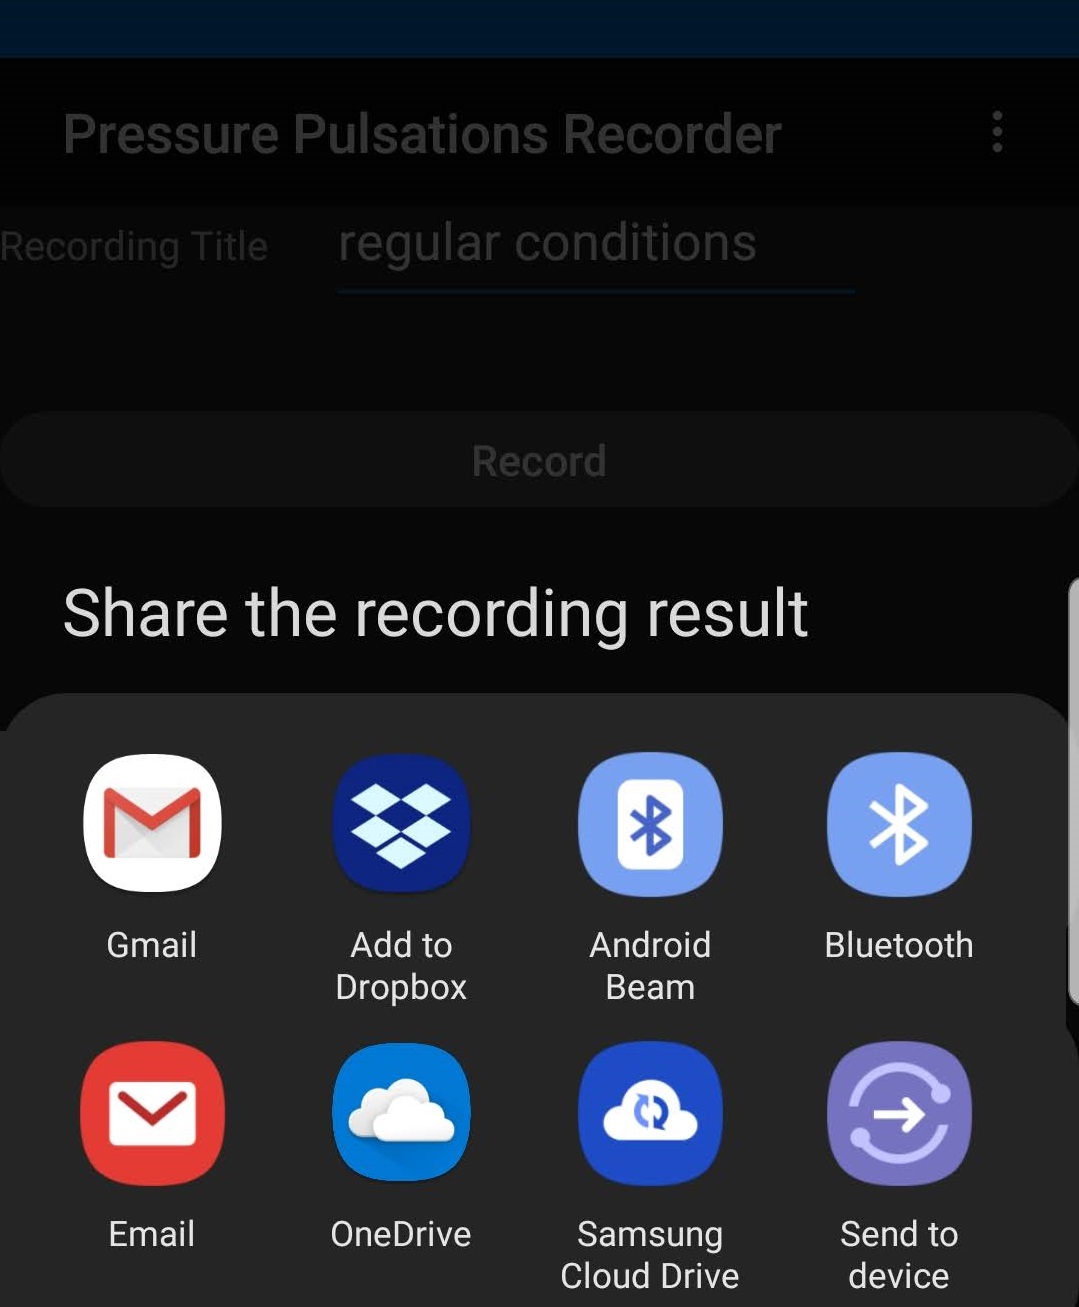 Pressure Pulsations Recorder
Recording Title
regular conditions
Record
Share the recording result
Gmail
Add to
Dropbox
Android
Beam
Bluetooth
Email
OneDrive
Samsung
Cloud Drive
Send to
device